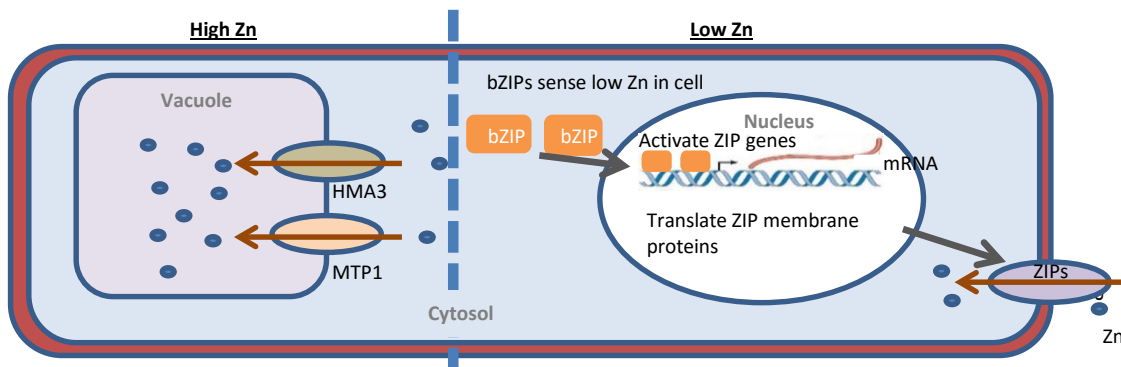 High Zn
Low Zn
Vacuole
bZIPs sense low Zn in cell
bZIP
bZIP
Nucleus
Activate ZIP genes
mRNA
HMA3
Translate ZIP membrane
proteins
MTP1
ZIPs
Cytosol
Zn